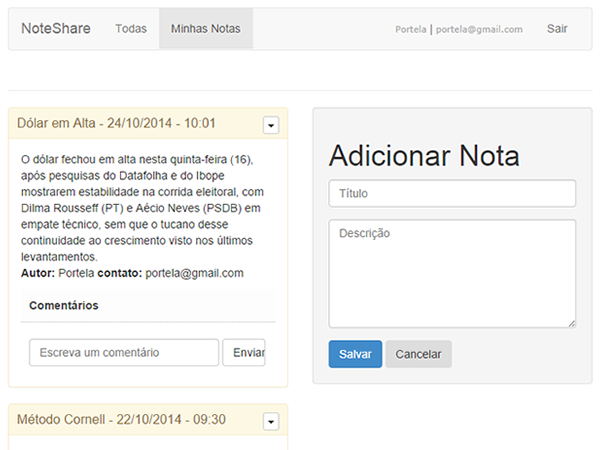 NoteShare Todas Minhas Notas Portela | portela@gmail.com Sair
Dólar em Alta - 24/10/2014 - 10:01
O dólar fechou em alta nesta quinta-feira (16),
após pesquisas do Datafolha e do Ibope
mostrarem estabilidade na corrida eleitoral, com
Dilma Rousseff (PT) e Aécio Neves (PSDB) em
empate técnico, sem que o tucano desse
continuidade ao crescimento visto nos últimos
levantamentos.
Autor: Portela contato: portela@gmail.com
Comentários
Escreva um comentário Enviar
Método Cornell - 22/10/2014 - 09:30
Adicionar Nota
Título
Descrição
Salvar Cancelar